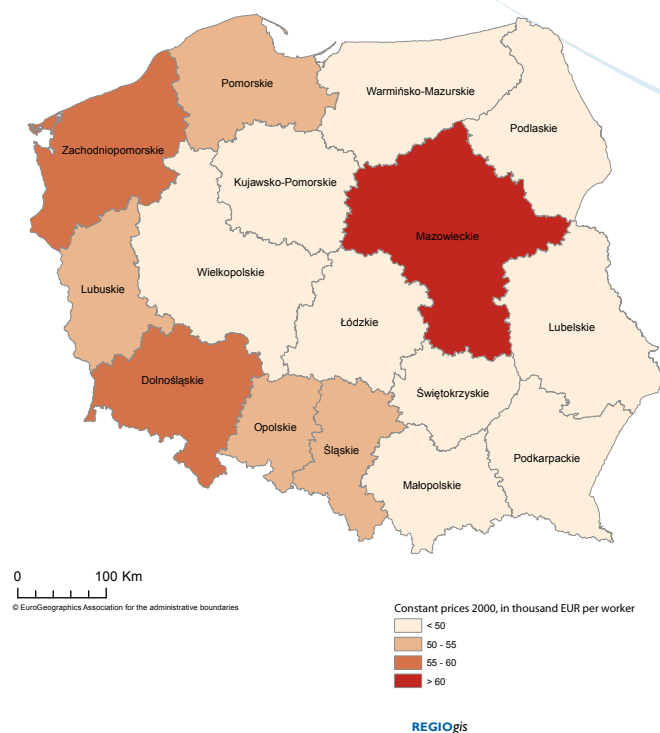 Pomorskie
Warmińsko-Mazurskie
Podlaskie
Zachodniopomorskie
Kujawsko-Pomorskie
Mazowieckie
Wielkopolskie
Lubuskie
Łódzkie
Lubelskie
Dolnośląskie
Świętokrzyskie
Opolskie
Śląskie
Podkarpackie
Małopolskie
0 100 Km
© EuroGeographics Association for the administrative boundaries
Constant prices 2000, in thousand EUR per worker
< 50
50 - 55
55 - 60
> 60
REGIOgis